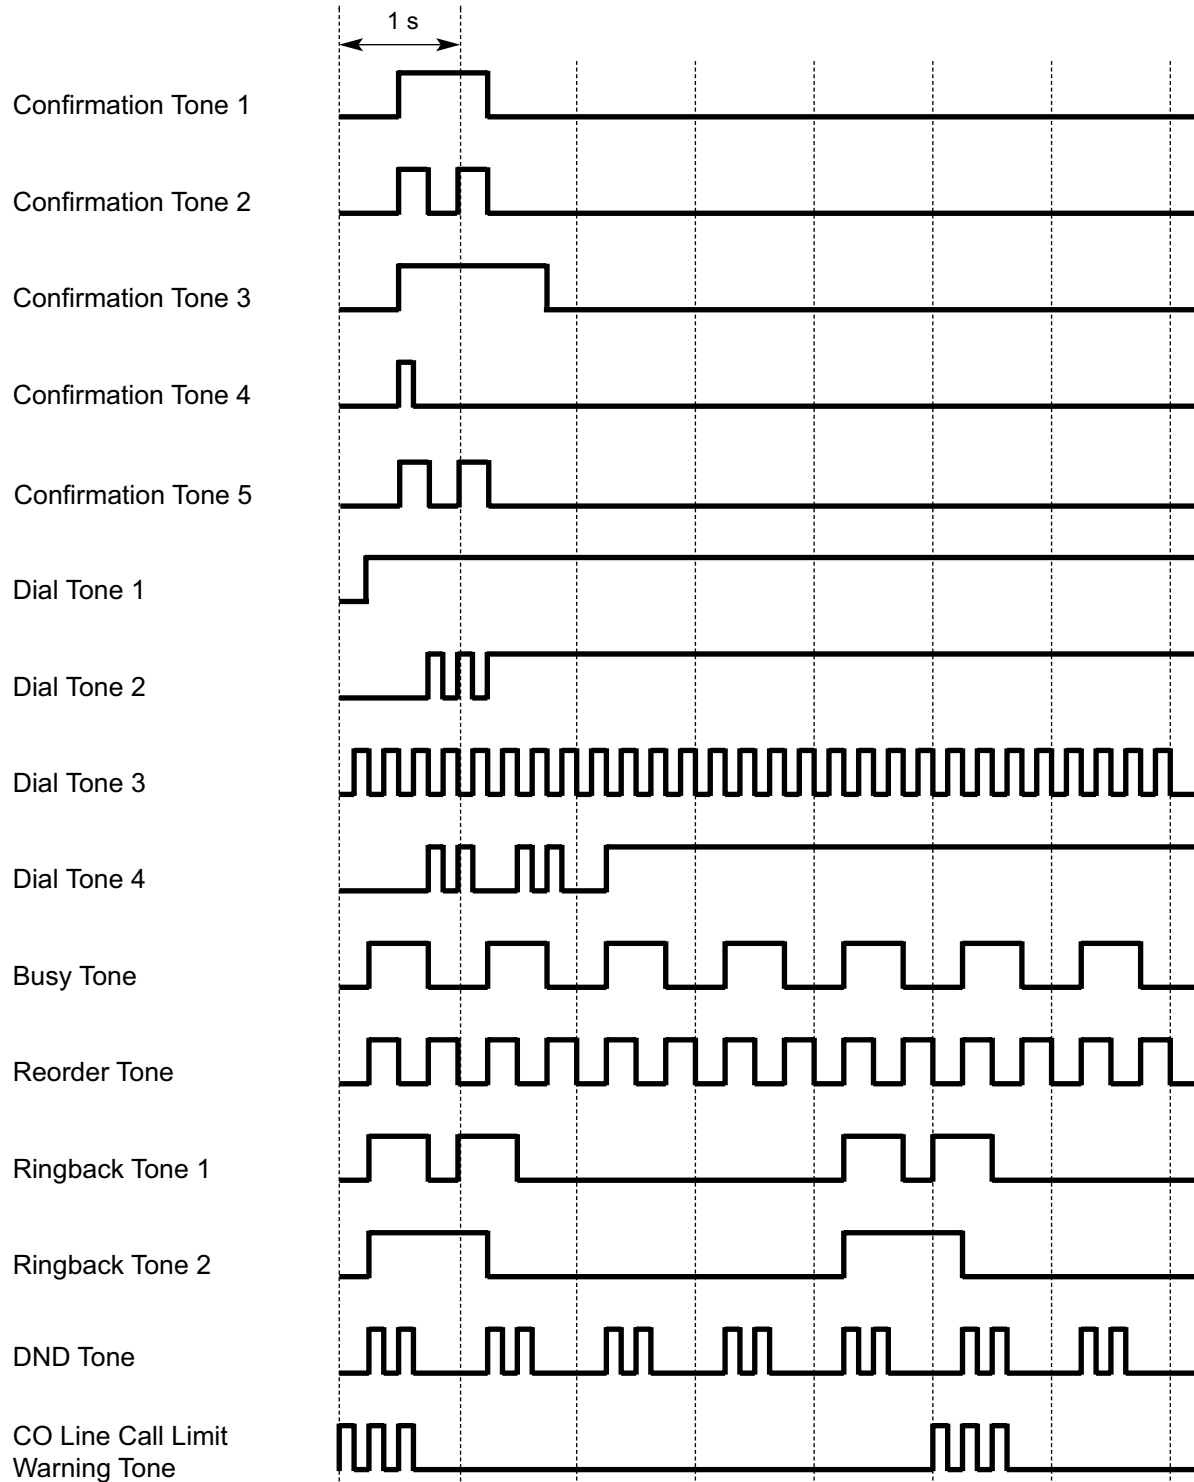 1 s
Confirmation Tone 1
Confirmation Tone 2
Confirmation Tone 3
Confirmation Tone 4
Confirmation Tone 5
Dial Tone 1
Dial Tone 2
Dial Tone 3
Dial Tone 4
Busy Tone
Reorder Tone
Ringback Tone 1
Ringback Tone 2
DND Tone
CO Line Call Limit
Warning Tone